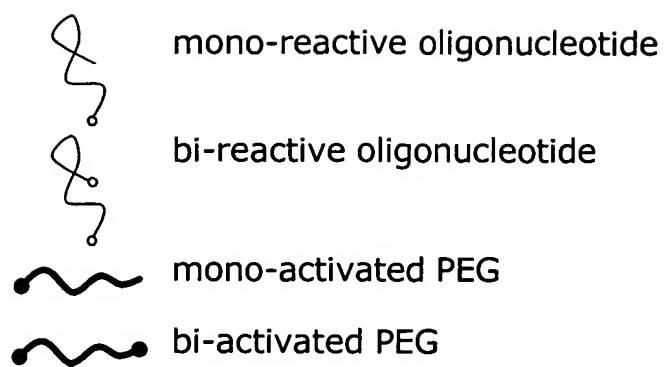 mono-reactive oligonucleotide
bi-reactive oligonucleotide
mono-activated PEG
bi-activated PEG